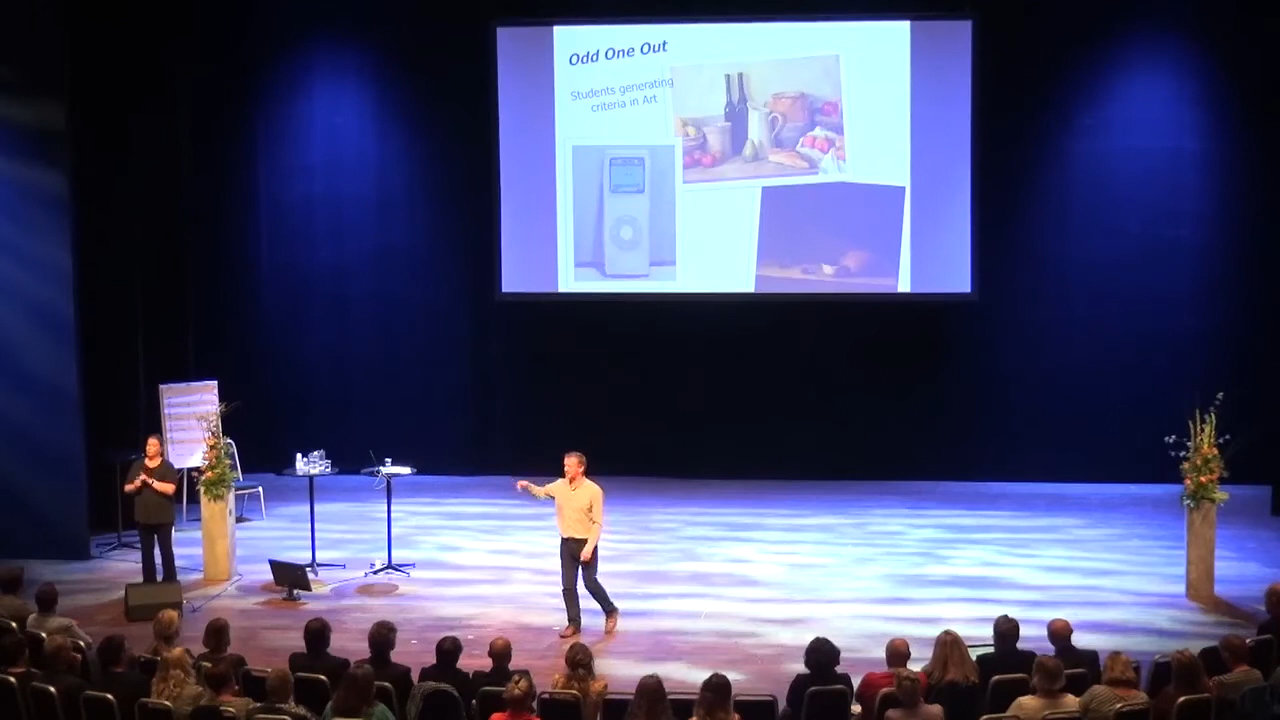 Odd One Out
Students generating
criteria in Art